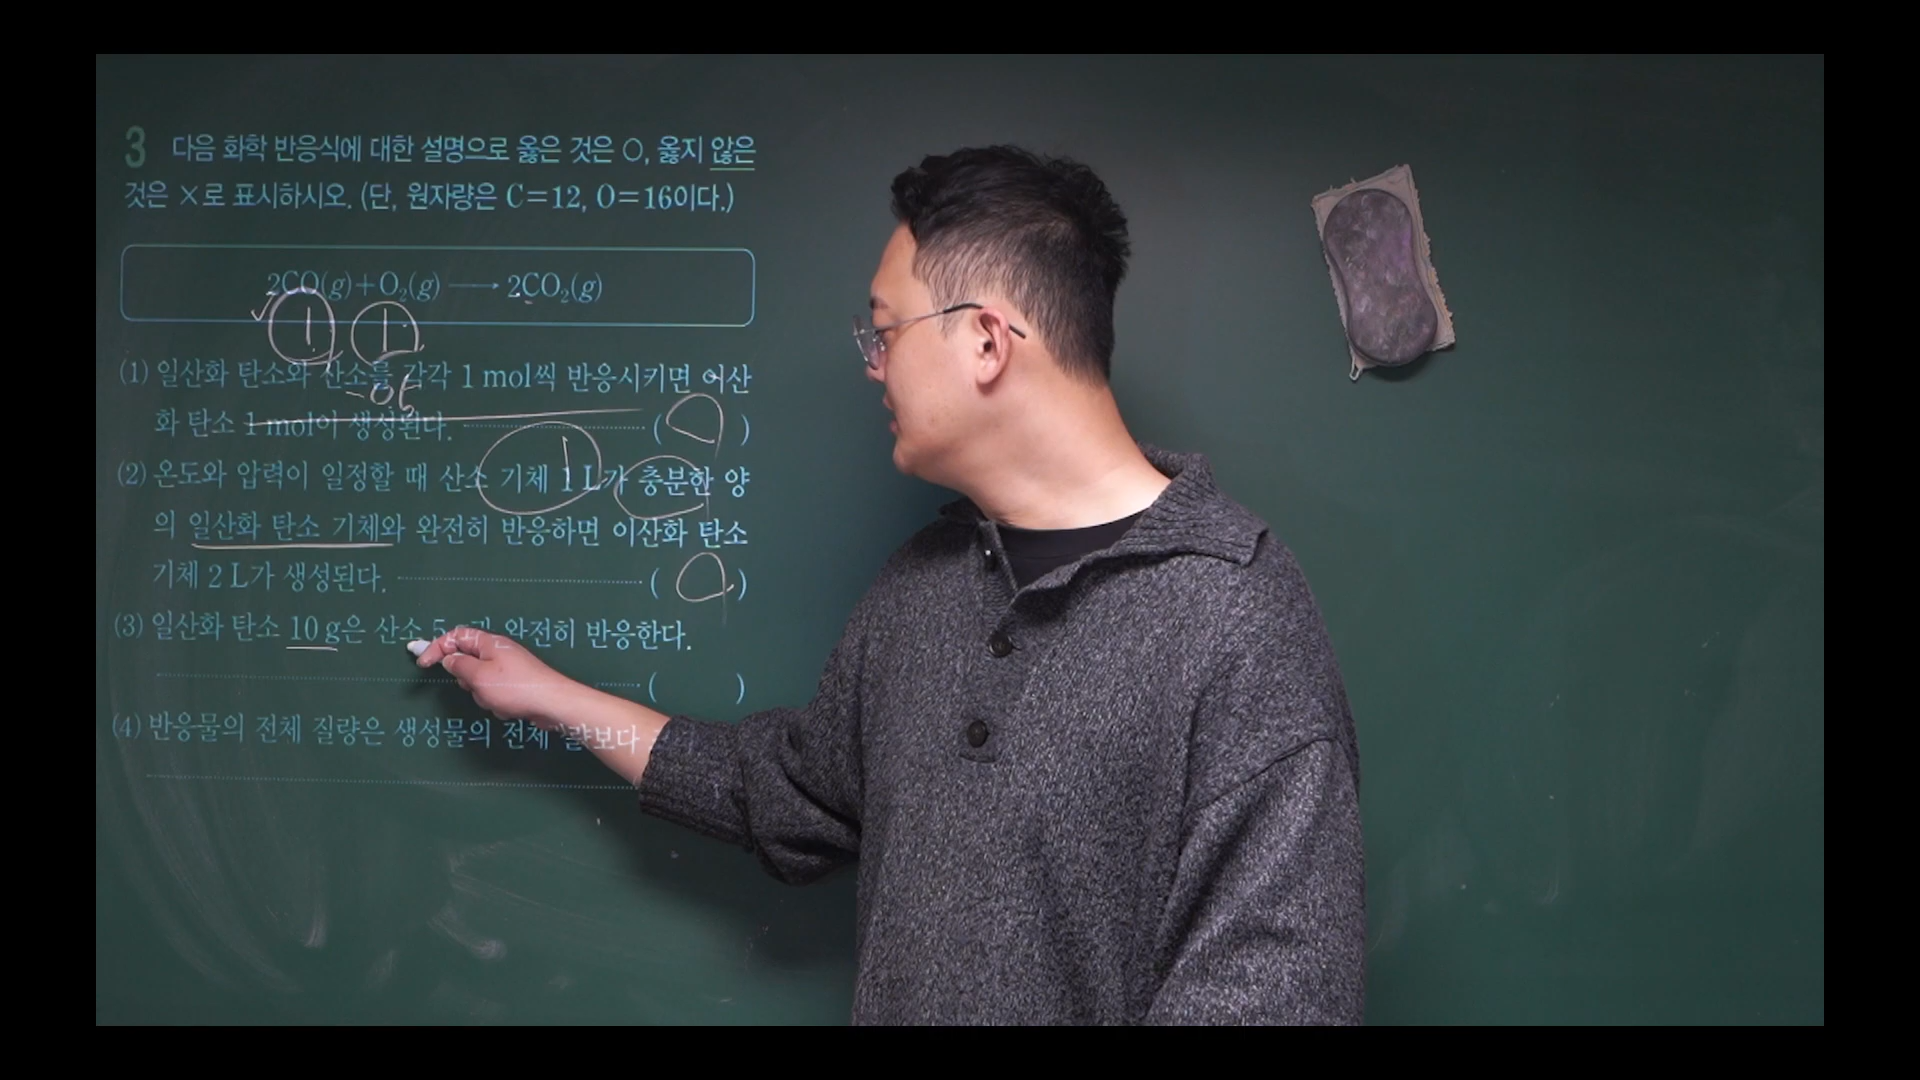 3 다음 화학 반응식에 대한 설명으로 옳은 것은 ○, 옳지 않은
것은 ×로 표시하시오. (단, 원자량은 C=12, O=16이다.)
2CO(g)+O₂(g) ⟶ 2CO₂(g)
1 1
(1) 일산화 탄소와 산소를 각각 1 mol씩 반응시키면 이산
-0.5
화 탄소 1 mol이 생성된다. ( ○ )
(2) 온도와 압력이 일정할 때 산소 기체 1 L가 충분한 양
의 일산화 탄소 기체와 완전히 반응하면 이산화 탄소
기체 2 L가 생성된다. ( ○ )
(3) 일산화 탄소 10 g은 산소 5 완전히 반응한다.
( )
(4) 반응물의 전체 질량은 생성물의 전체